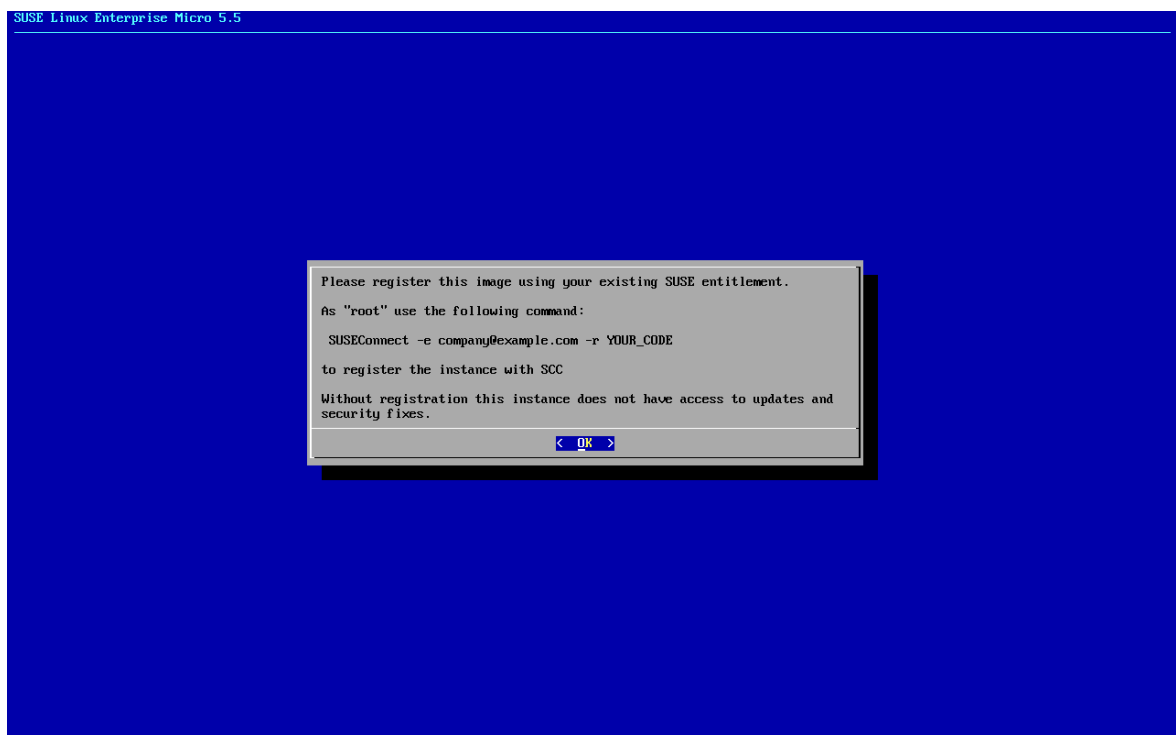 SUSE Linux Enterprise Micro 5.5
Please register this image using your existing SUSE entitlement.
As "root" use the following command:
SUSEConnect -e company@example.com -r YOUR_CODE
to register the instance with SCC
Without registration this instance does not have access to updates and
security fixes.
< OK >